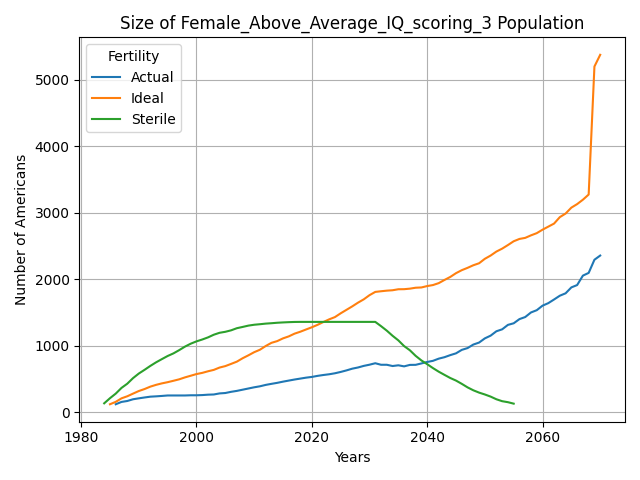 Size of Female_Above_Average_IQ_scoring_3 Population
Fertility
Actual
Ideal
Sterile
5000
4000
3000
2000
1000
0
Number of Americans
1980
2000
2020
2040
2060
Years